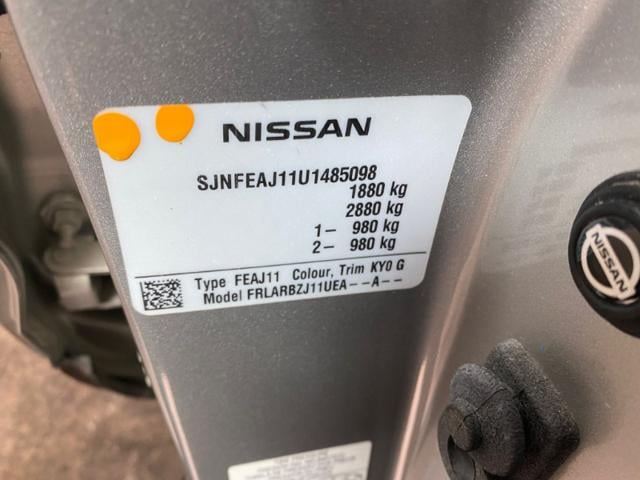 NISSAN
SJNFEAJ11U1485098
1880 kg
2880 kg
1- 980 kg
2- 980 kg
Type FEAJ11 Colour, Trim KY0 G
Model FRLARBZJ11UEA--A--
NISSAN